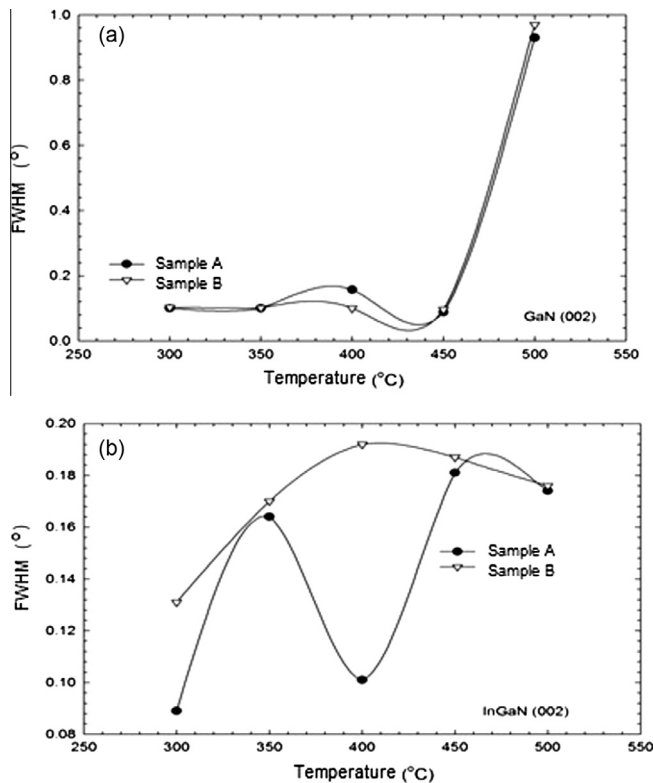 (a)
1.0
0.8
0.6
0.4
0.2
0.0
FWHM (°)
Sample A
Sample B
GaN (002)
250 300 350 400 450 500 550
Temperature (°C)
(b)
0.20
0.18
0.16
0.14
0.12
0.10
0.08
FWHM (°)
Sample A
Sample B
InGaN (002)
250 300 350 400 450 500 550
Temperature (°C)